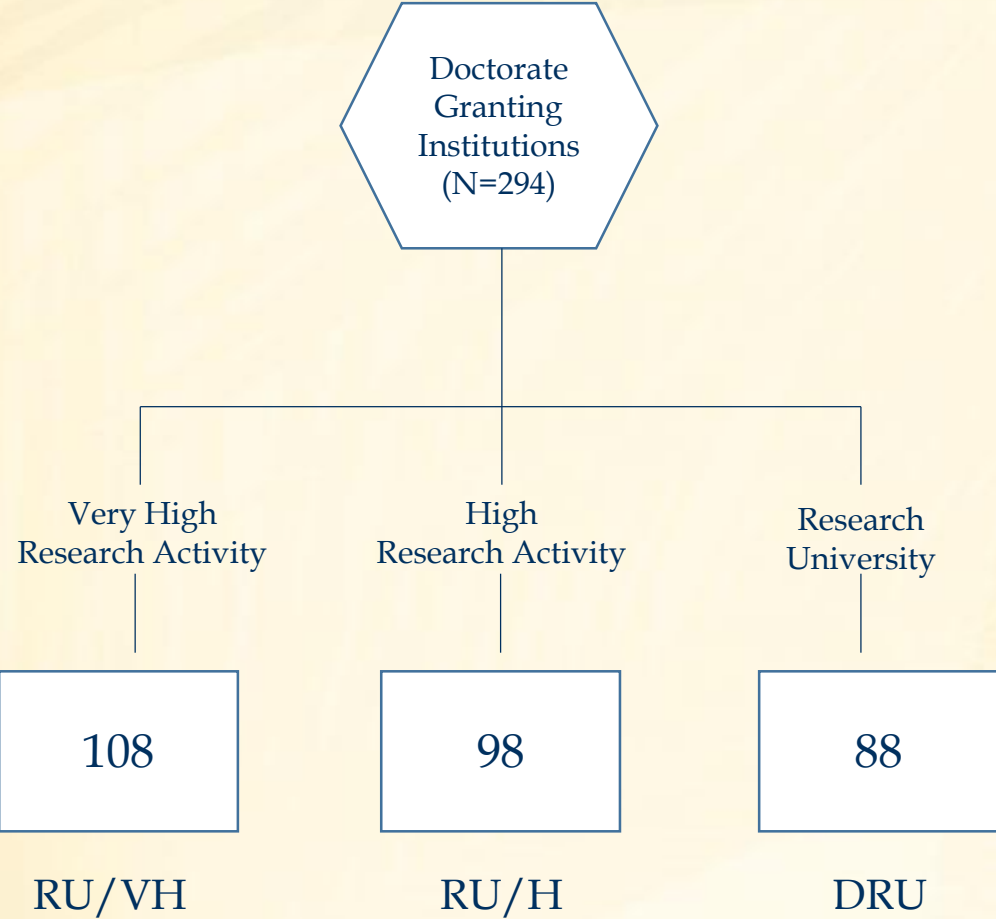 Doctorate
Granting
Institutions
(N=294)
Very High
Research Activity
High
Research Activity
Research
University
108
98
88
RU/VH
RU/H
DRU